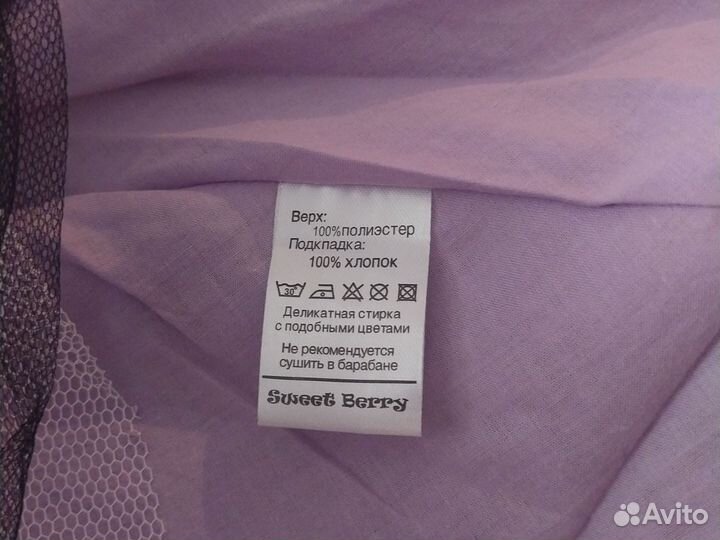 Верх:
100%полиэстер
Подкладка:
100% хлопок
30°
Деликатная стирка
с подобными цветами
Не рекомендуется
сушить в барабане
Sweet Berry
Avito